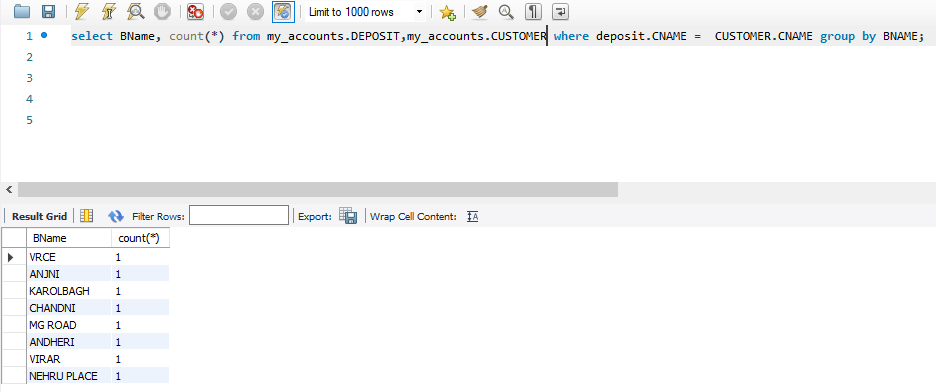 Limit to 1000 rows
1 select BName, count(*) from my_accounts.DEPOSIT,my_accounts.CUSTOMER where deposit.CNAME =  CUSTOMER.CNAME group by BNAME;
2
3
4
5
Result Grid Filter Rows: Export: Wrap Cell Content: IA
BName count(*)
VRCE 1
ANJNI 1
KAROLBAGH 1
CHANDNI 1
MG ROAD 1
ANDHERI 1
VIRAR 1
NEHRU PLACE 1